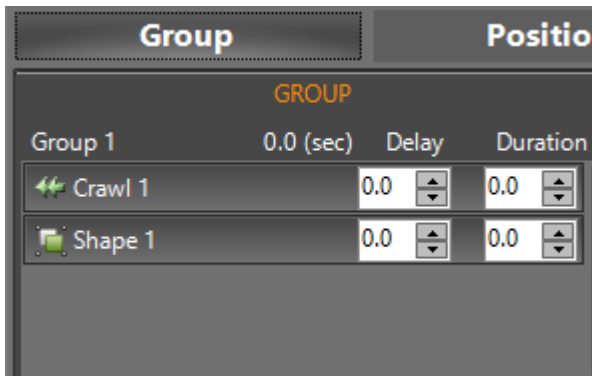 Group Positio
GROUP
Group 1 0.0 (sec) Delay Duration
Crawl 1 0.0 0.0
Shape 1 0.0 0.0